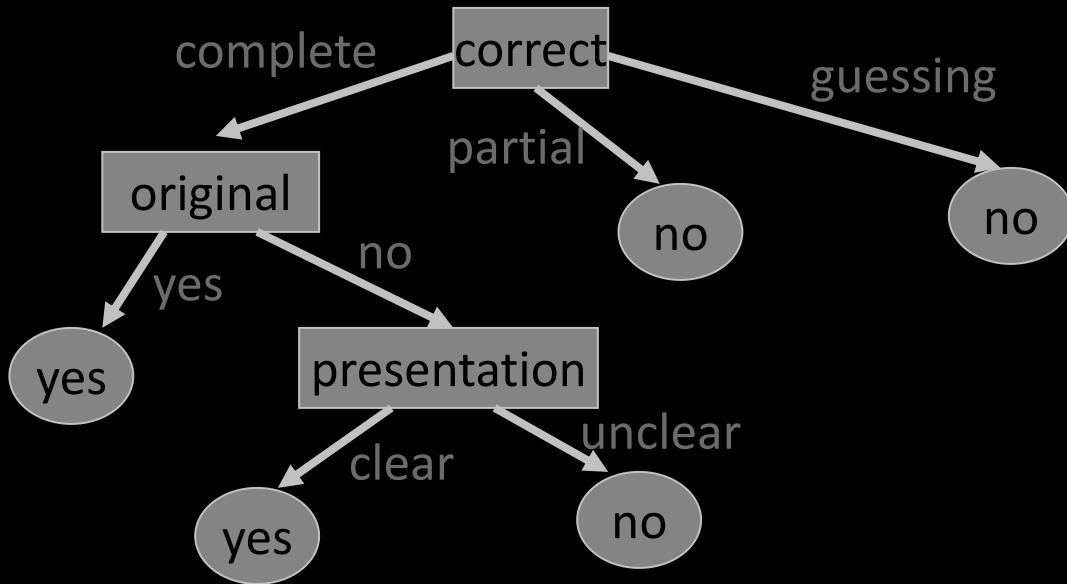 correct
complete
guessing
partial
original
no
no
no
yes
yes
presentation
unclear
clear
yes
no